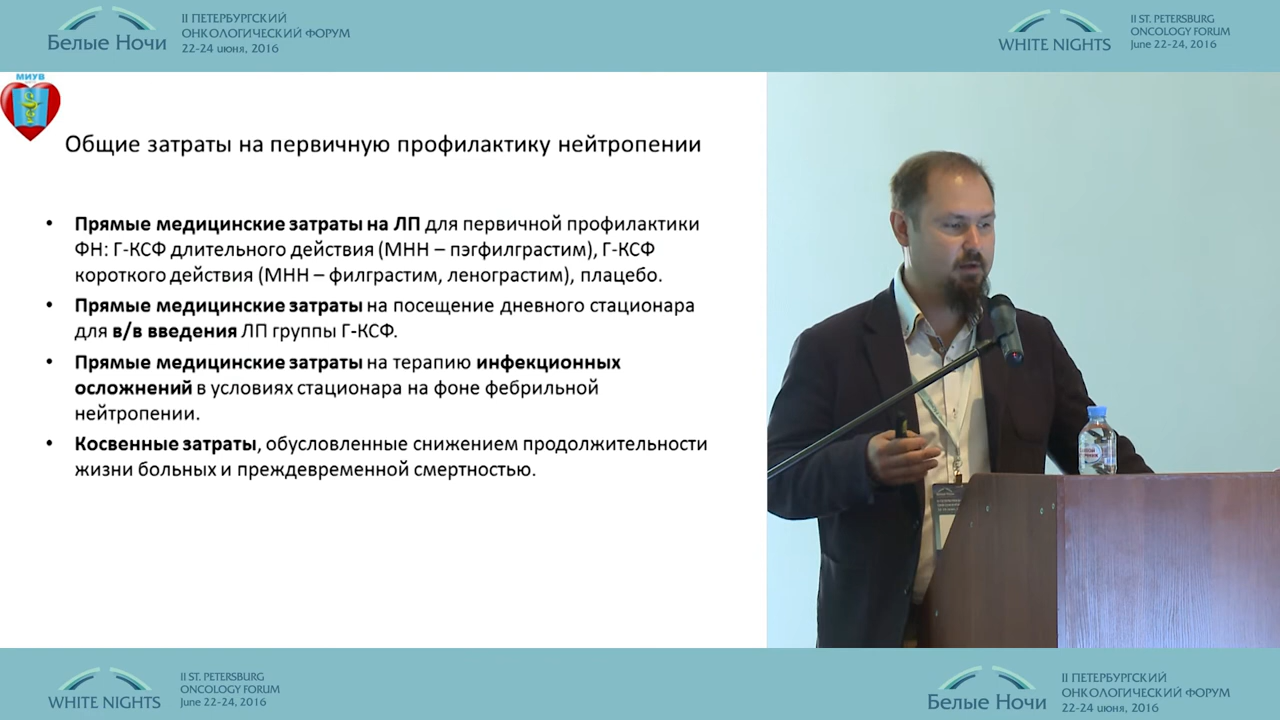 Белые Ночи
II ПЕТЕРБУРГСКИЙ
ОНКОЛОГИЧЕСКИЙ ФОРУМ
22-24 июня, 2016
WHITE NIGHTS
II ST. PETERSBURG
ONCOLOGY FORUM
June 22-24, 2016
МИУВ
Общие затраты на первичную профилактику нейтропении
• Прямые медицинские затраты на ЛП для первичной профилактики
ФН: Г-КСФ длительного действия (МНН – пэгфилграстим), Г-КСФ
короткого действия (МНН – филграстим, ленограстим), плацебо.
• Прямые медицинские затраты на посещение дневного стационара
для в/в введения ЛП группы Г-КСФ.
• Прямые медицинские затраты на терапию инфекционных
осложнений в условиях стационара на фоне фебрильной
нейтропении.
• Косвенные затраты, обусловленные снижением продолжительности
жизни больных и преждевременной смертностью.
WHITE NIGHTS
II ST. PETERSBURG
ONCOLOGY FORUM
June 22-24, 2016
Белые Ночи
II ПЕТЕРБУРГСКИЙ
ОНКОЛОГИЧЕСКИЙ ФОРУМ
22-24 июня, 2016